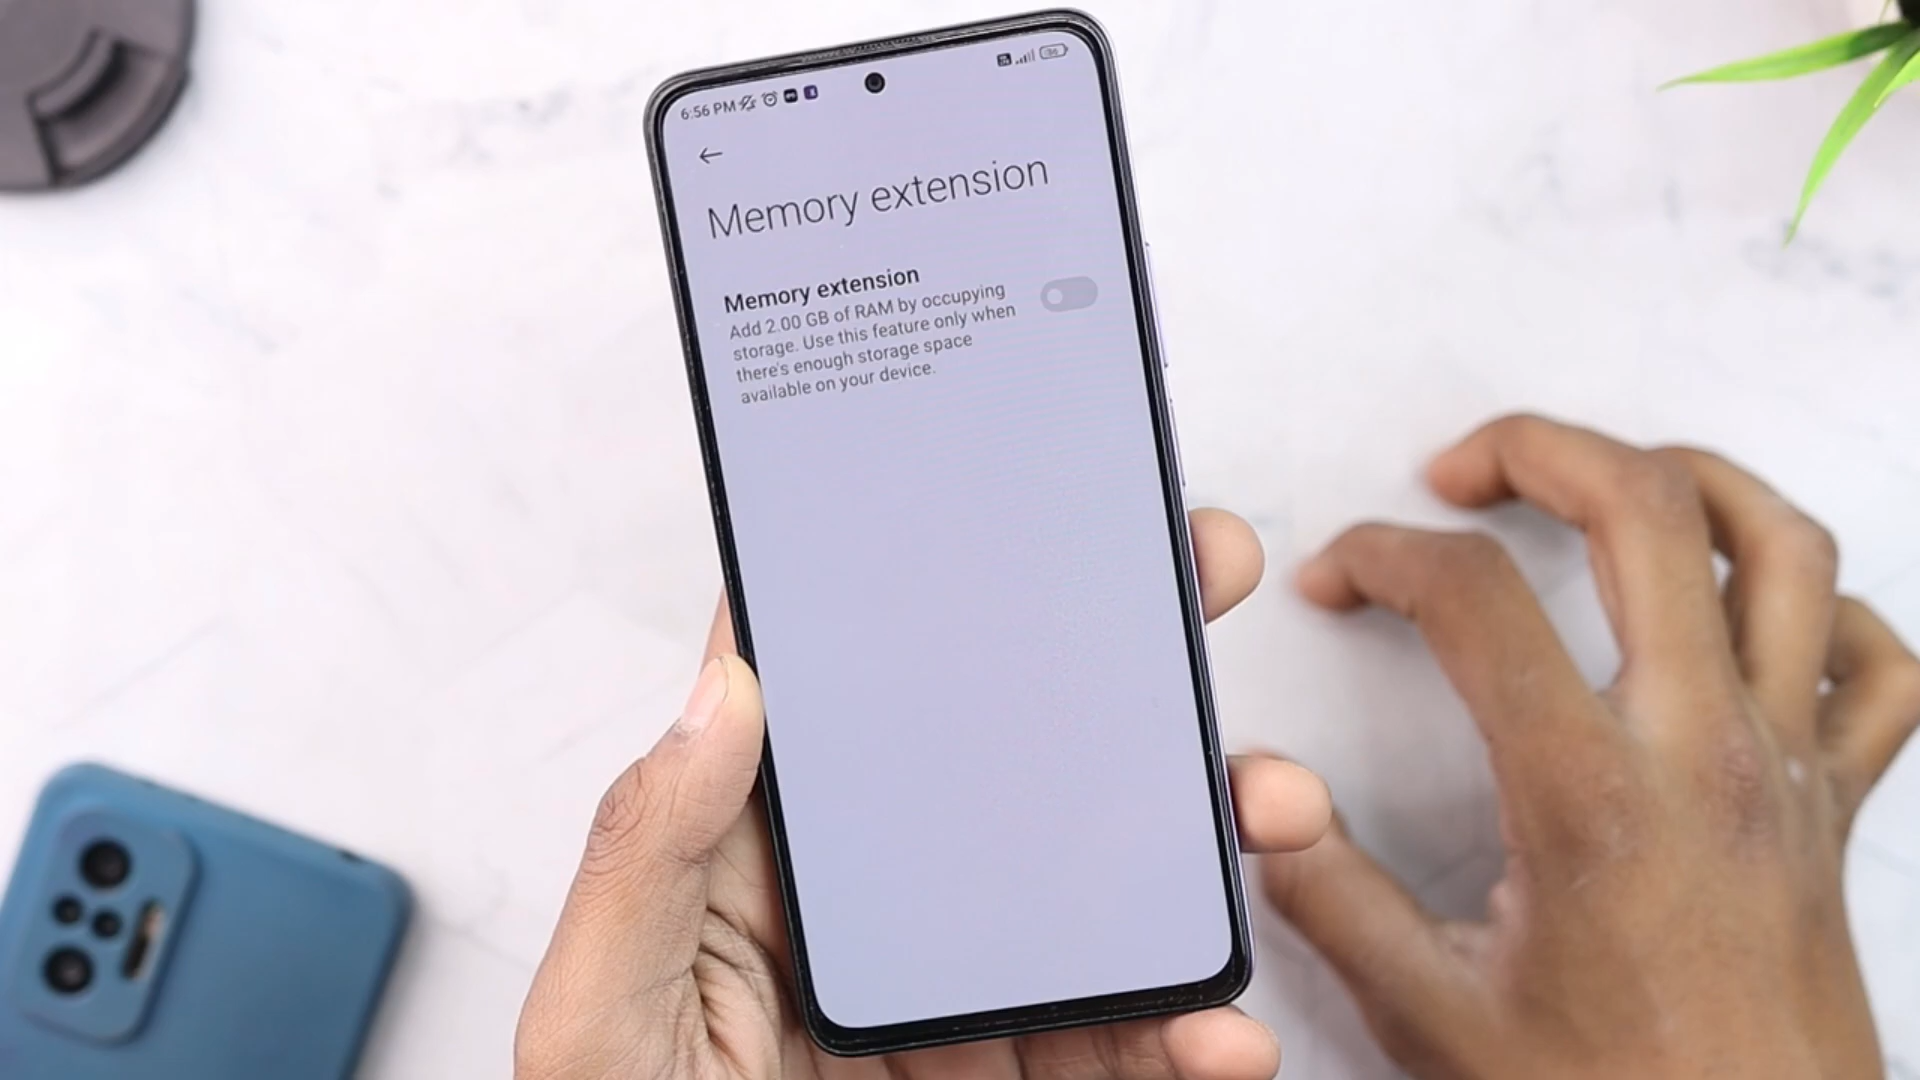 6:56 PM
Memory extension
Memory extension
Add 2.00 GB of RAM by occupying
storage. Use this feature only when
there's enough storage space
available on your device.